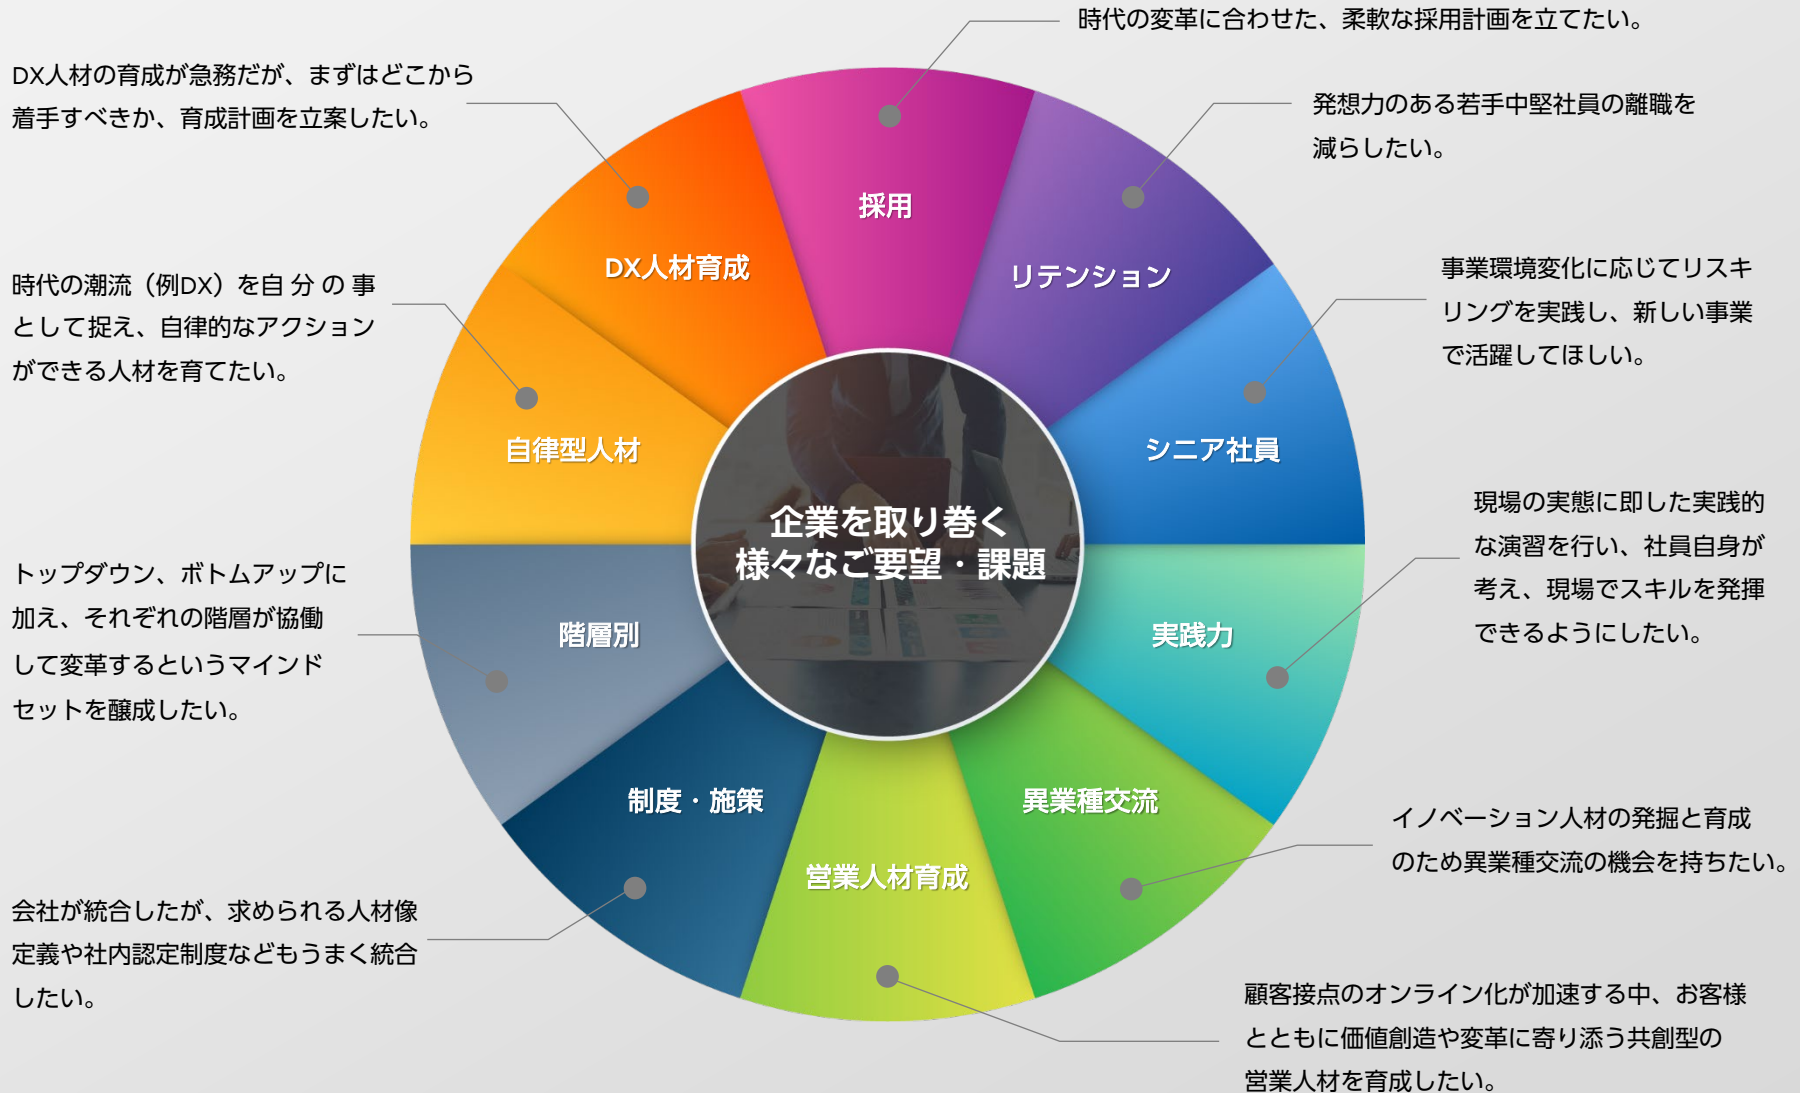 時代の変革に合わせた、柔軟な採用計画を立てたい。
DX人材の育成が急務だが、まずはどこから
着手すべきか、育成計画を立案したい。
発想力のある若手中堅社員の離職を
減らしたい。
採用
DX人材育成
リテンション
時代の潮流（例DX）を自分の事
として捉え、自律的なアクション
ができる人材を育てたい。
事業環境変化に応じてリスキ
リングを実践し、新しい事業
で活躍してほしい。
自律型人材
シニア社員
企業を取り巻く
様々なご要望・課題
現場の実態に即した実践的
な演習を行い、社員自身が
考え、現場でスキルを発揮
できるようにしたい。
トップダウン、ボトムアップに
加え、それぞれの階層が協働
して変革するというマインド
セットを醸成したい。
階層別
実践力
制度・施策
異業種交流
営業人材育成
イノベーション人材の発掘と育成
のため異業種交流の機会を持ちたい。
会社が統合したが、求められる人材像
定義や社内認定制度などもうまく統合
したい。
顧客接点のオンライン化が加速する中、お客様
とともに価値創造や変革に寄り添う共創型の
営業人材を育成したい。